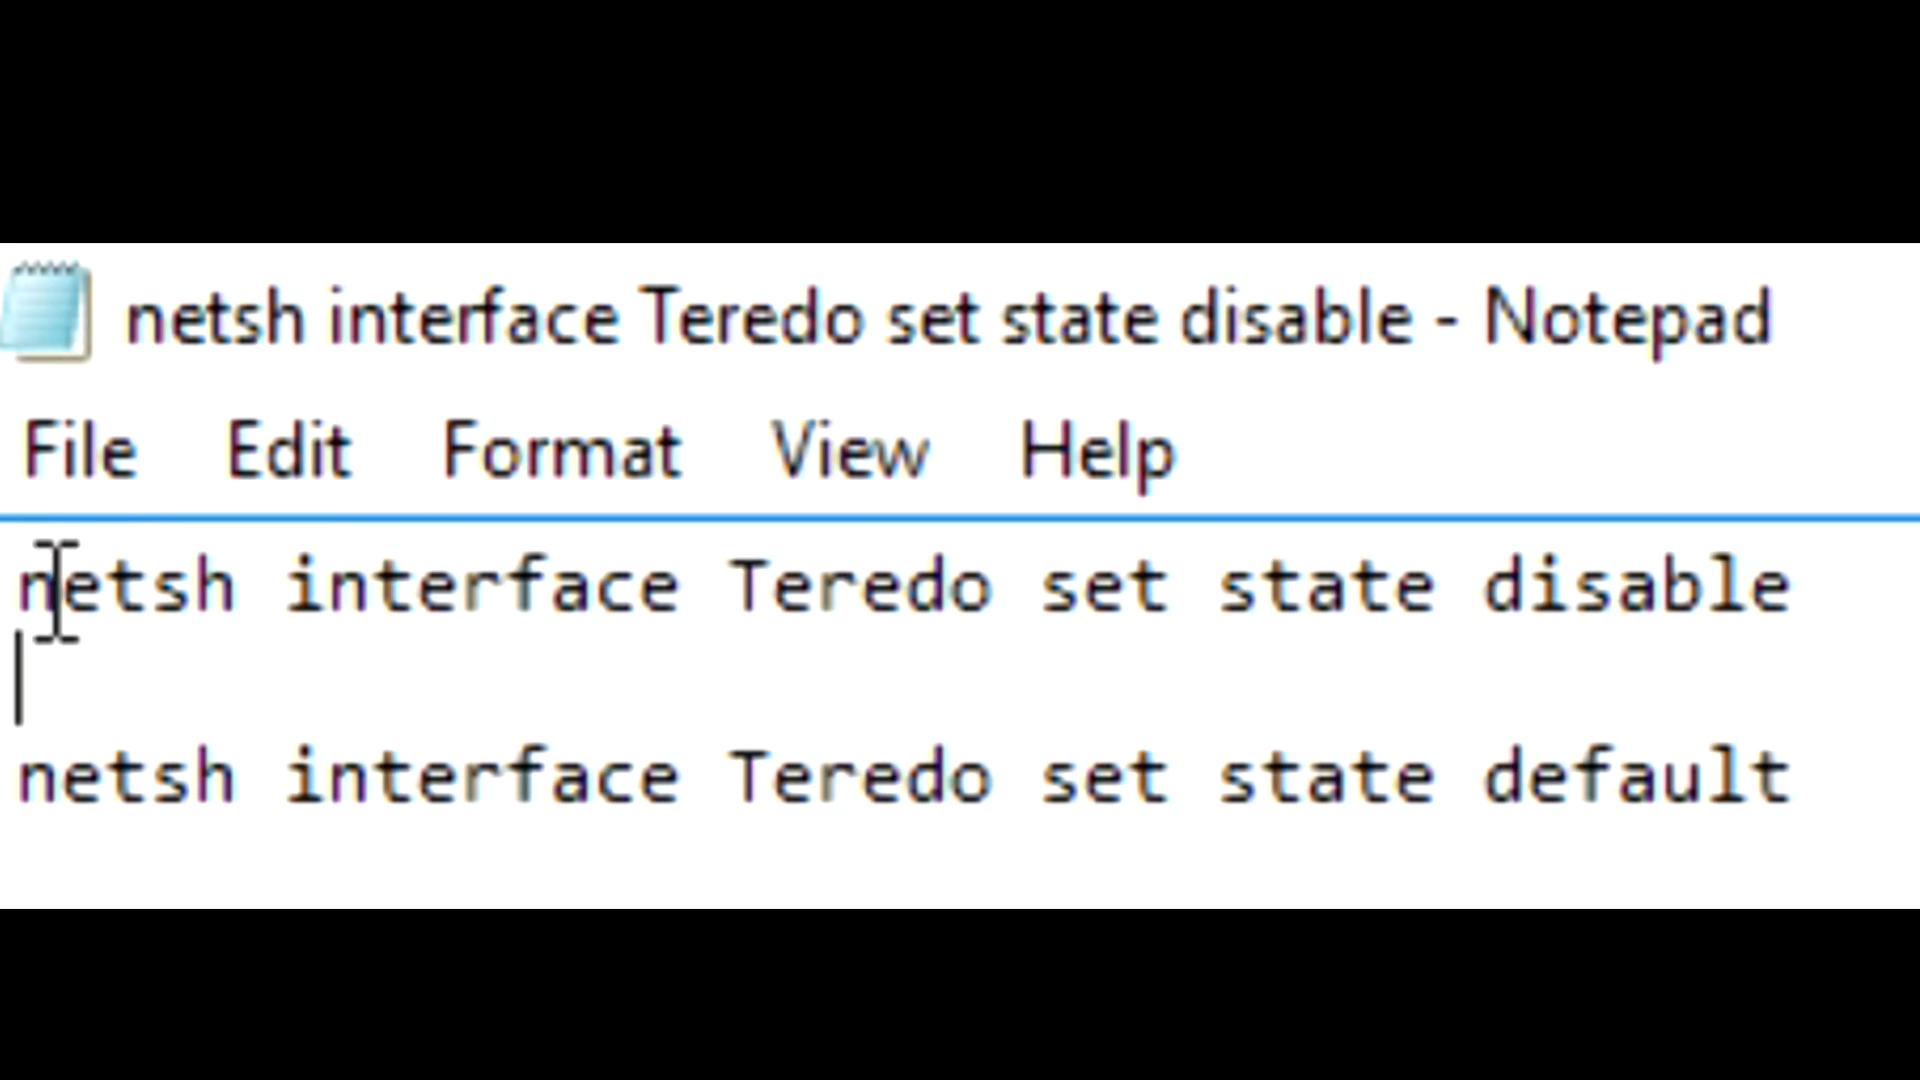 netsh interface Teredo set state disable - Notepad
File Edit Format View Help
netsh interface Teredo set state disable
netsh interface Teredo set state default